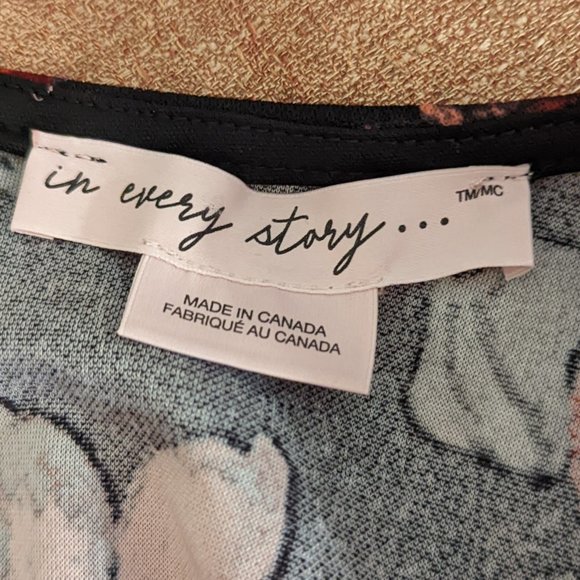 in every story... TM/MC
MADE IN CANADA
FABRIQUÉ AU CANADA